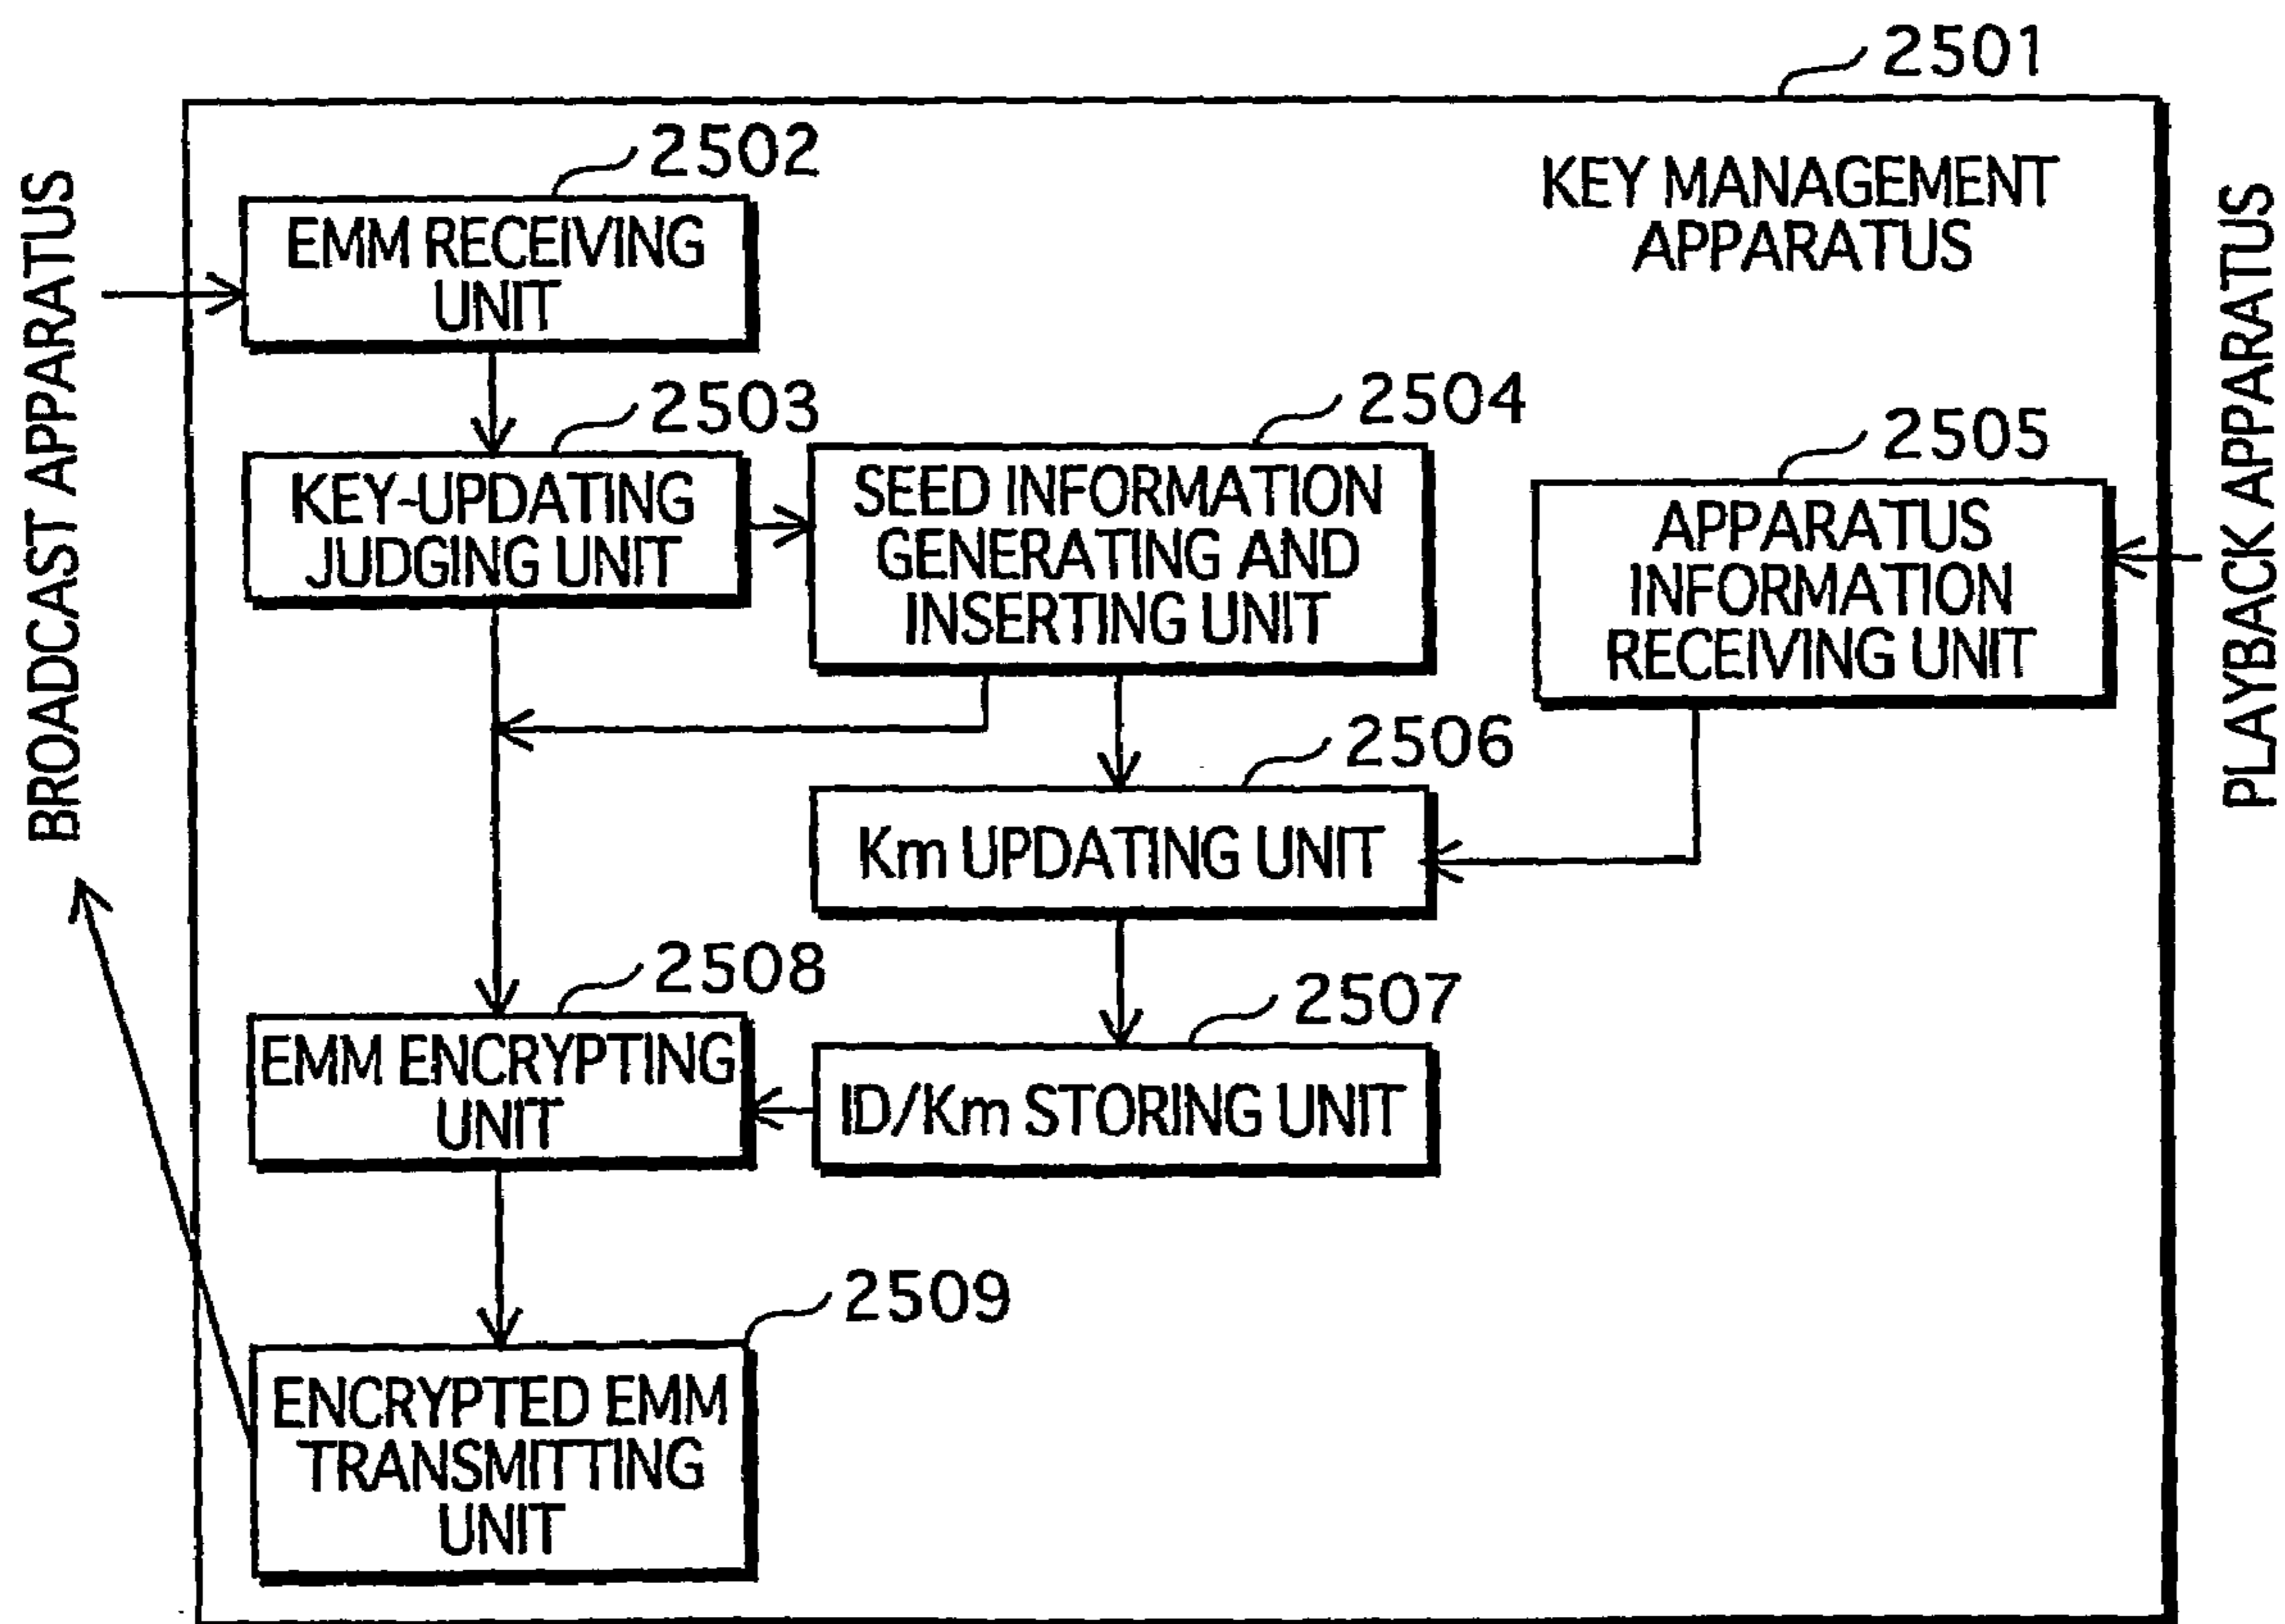 2501
KEY MANAGEMENT
APPARATUS
BROADCAST APPARATUS
PLAYBACK APPARATUS
2502
EMM RECEIVING
UNIT
2503
KEY-UPDATING
JUDGING UNIT
2504
SEED INFORMATION
GENERATING AND
INSERTING UNIT
2505
APPARATUS
INFORMATION
RECEIVING UNIT
2506
Km UPDATING UNIT
2507
ID/Km STORING UNIT
2508
EMM ENCRYPTING
UNIT
2509
ENCRYPTED EMM
TRANSMITTING
UNIT